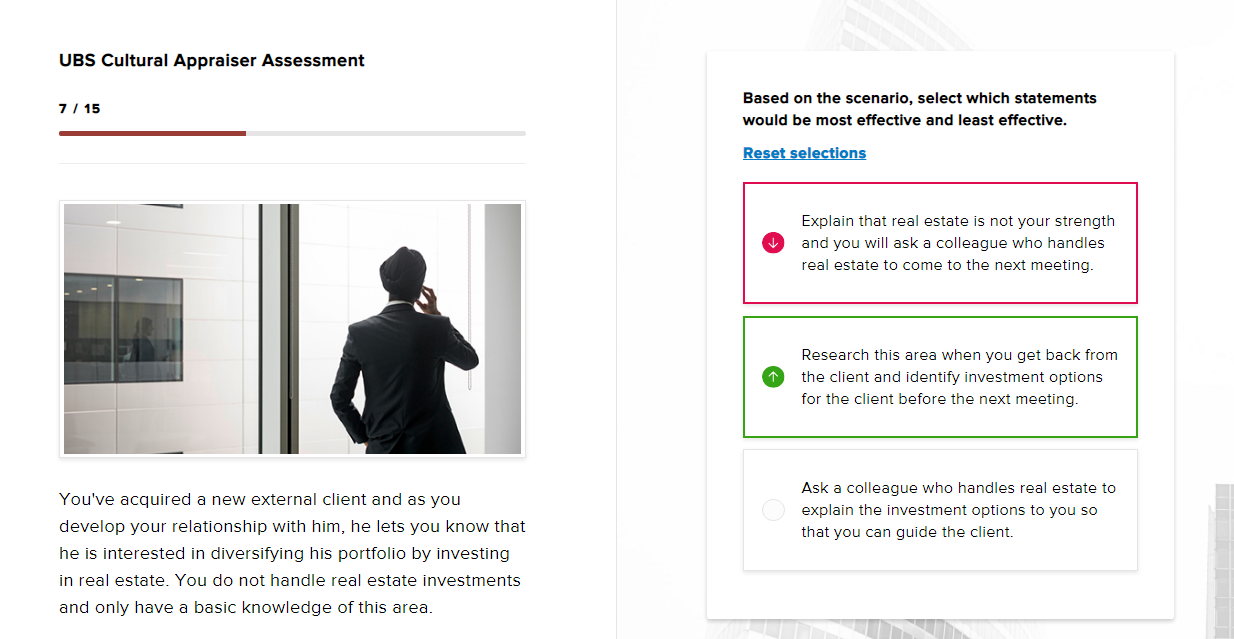 UBS Cultural Appraiser Assessment
7 / 15
You've acquired a new external client and as you
develop your relationship with him, he lets you know that
he is interested in diversifying his portfolio by investing
in real estate. You do not handle real estate investments
and only have a basic knowledge of this area.
Based on the scenario, select which statements
would be most effective and least effective.
Reset selections
Explain that real estate is not your strength
and you will ask a colleague who handles
real estate to come to the next meeting.
Research this area when you get back from
the client and identify investment options
for the client before the next meeting.
Ask a colleague who handles real estate to
explain the investment options to you so
that you can guide the client.